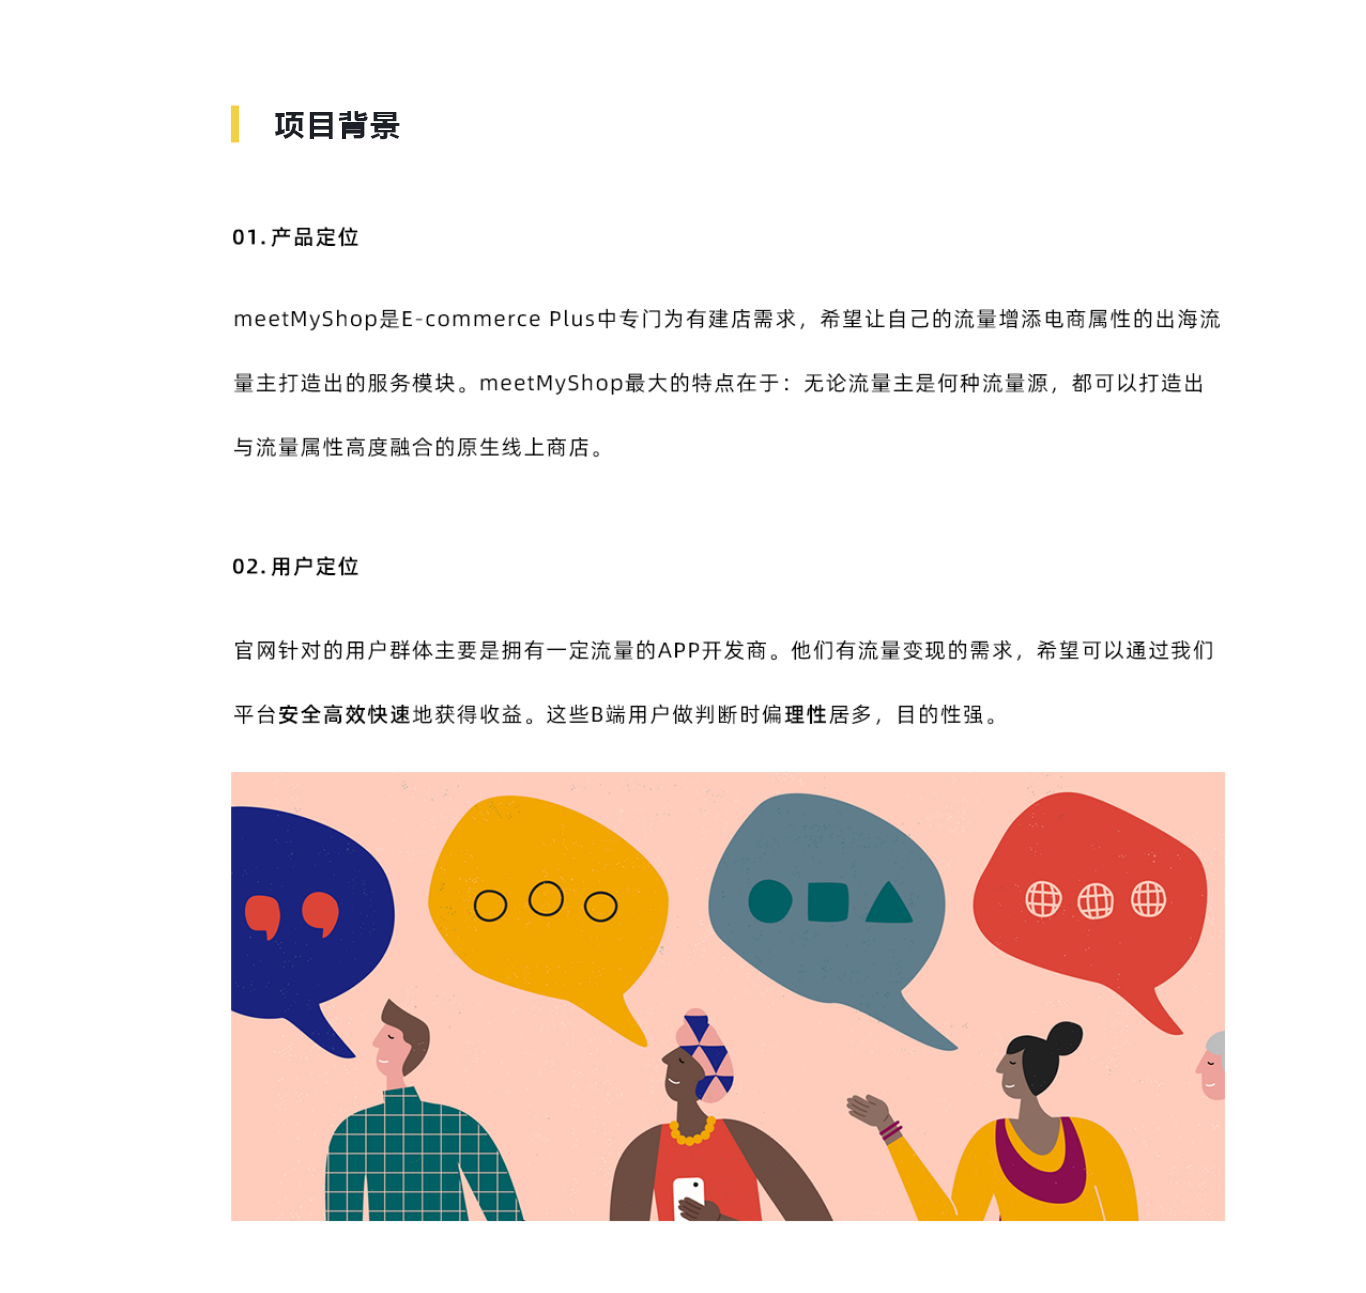 项目背景
01. 产品定位
meetMyShop是E-commerce Plus中专门为有建店需求，希望让自己的流量增添电商属性的出海流
量主打造出的服务模块。meetMyShop最大的特点在于：无论流量主是何种流量源，都可以打造出
与流量属性高度融合的原生线上商店。
02. 用户定位
官网针对的用户群体主要是拥有一定流量的APP开发商。他们有流量变现的需求，希望可以通过我们
平台安全高效快速地获得收益。这些B端用户做判断时偏理性居多，目的性强。